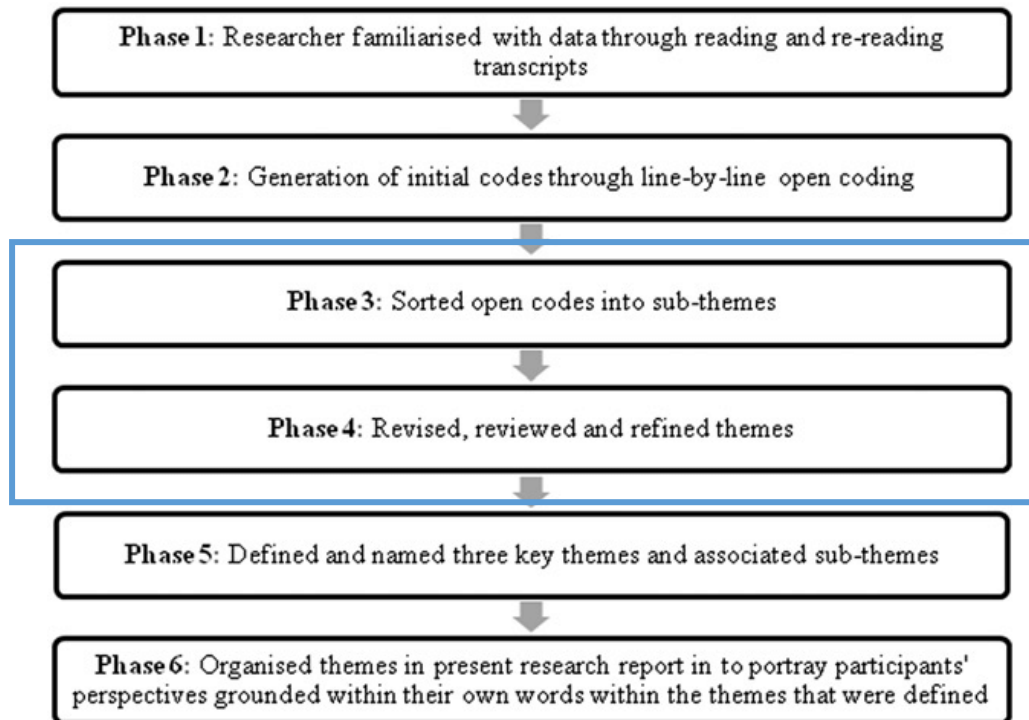 Phase 1: Researcher familiarised with data through reading and re-reading
transcripts
Phase 2: Generation of initial codes through line-by-line open coding
Phase 3: Sorted open codes into sub-themes
Phase 4: Revised, reviewed and refined themes
Phase 5: Defined and named three key themes and associated sub-themes
Phase 6: Organised themes in present research report in to portray participants'
perspectives grounded within their own words within the themes that were defined